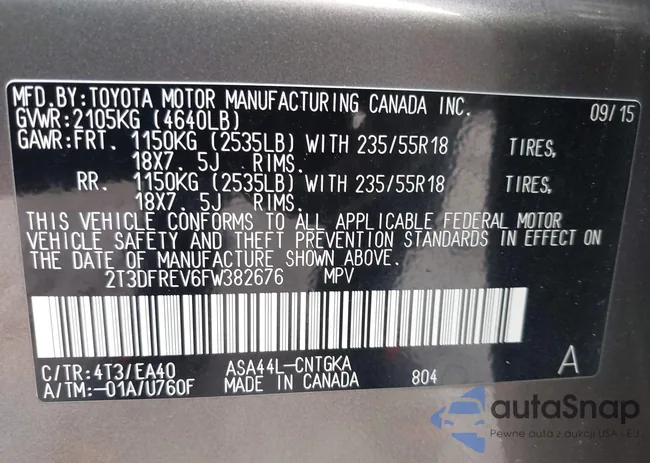 MFD.BY:TOYOTA MOTOR MANUFACTURING CANADA INC.
GVWR:2105KG (4640LB) 09/15
GAWR:FRT. 1150KG (2535LB) WITH 235/55R18 TIRES,
18X7.5J RIMS.
RR. 1150KG (2535LB) WITH 235/55R18 TIRES,
18X7.5J RIMS.
THIS VEHICLE CONFORMS TO ALL APPLICABLE FEDERAL MOTOR
VEHICLE SAFETY AND THEFT PREVENTION STANDARDS IN EFFECT ON
THE DATE OF MANUFACTURE SHOWN ABOVE.
2T3DFREV6FW382676 MPV
C/TR:4T3/EA40 ASA44L-CNTGKA A
A/TM:-01A/U760F MADE IN CANADA 804
autaSnap
Pewne auta z aukcji USA - EU